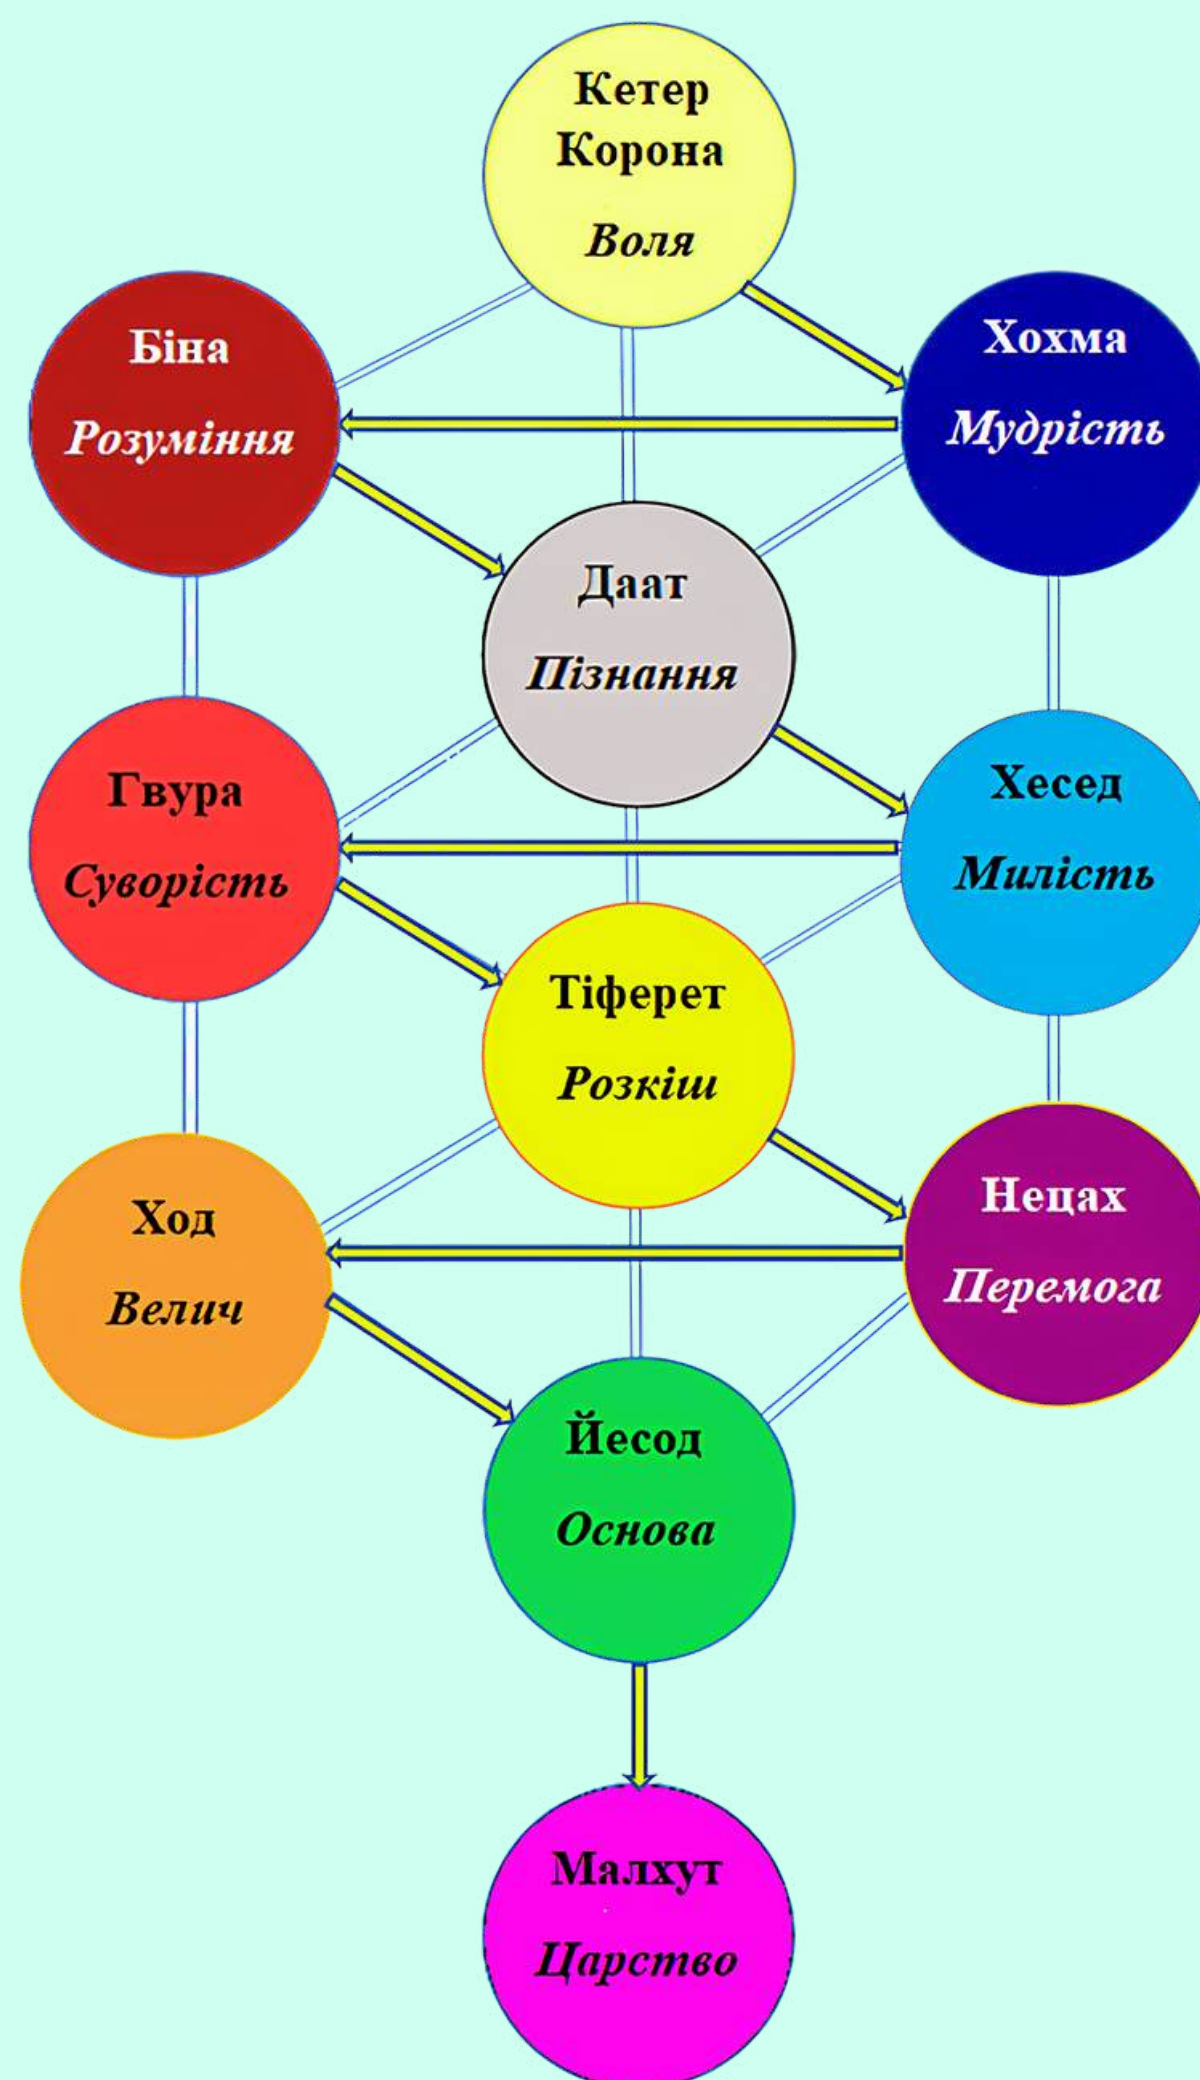 Кетер
Корона
Воля
Біна
Розуміння
Хохма
Мудрість
Даат
Пізнання
Гвура
Суворість
Хесед
Милість
Тіферет
Розкіш
Ход
Велич
Нецах
Перемога
Йесод
Основа
Малхут
Царство